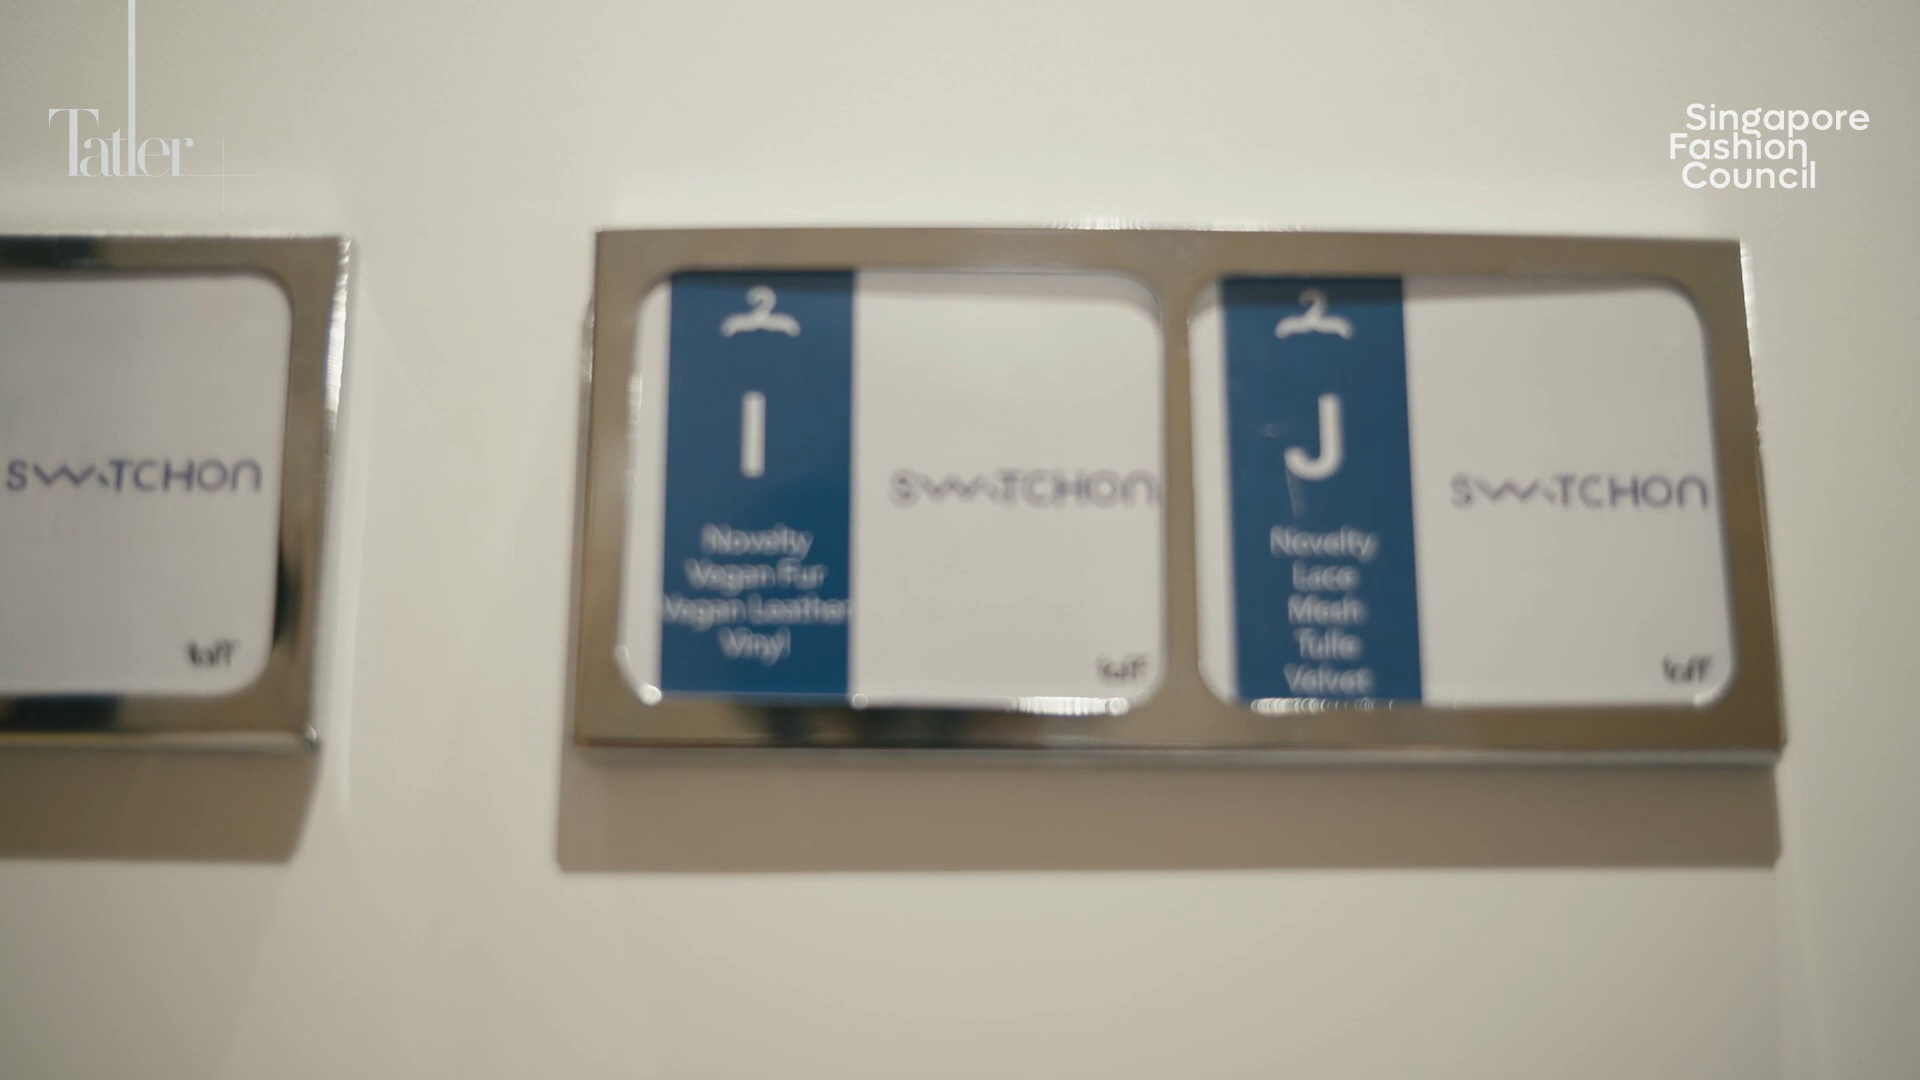 Tatler
Singapore
Fashion
Council
SWATCHON
I
Novelty
Vegan Fur
Vegan Leather
Vinyl
SWATCHON
J
Novelty
Lace
Mesh
Tulle
Velvet
SWATCHON